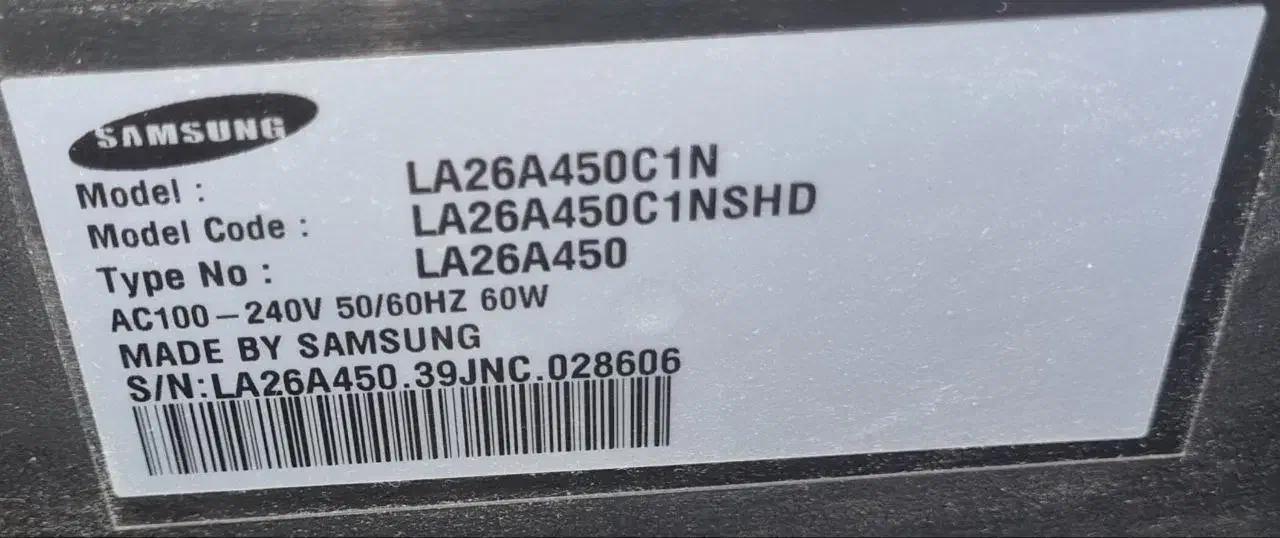 SAMSUNG
Model : LA26A450C1N
Model Code : LA26A450C1NSHD
Type No : LA26A450
AC100-240V 50/60HZ 60W
MADE BY SAMSUNG
S/N:LA26A450.39JNC.028606